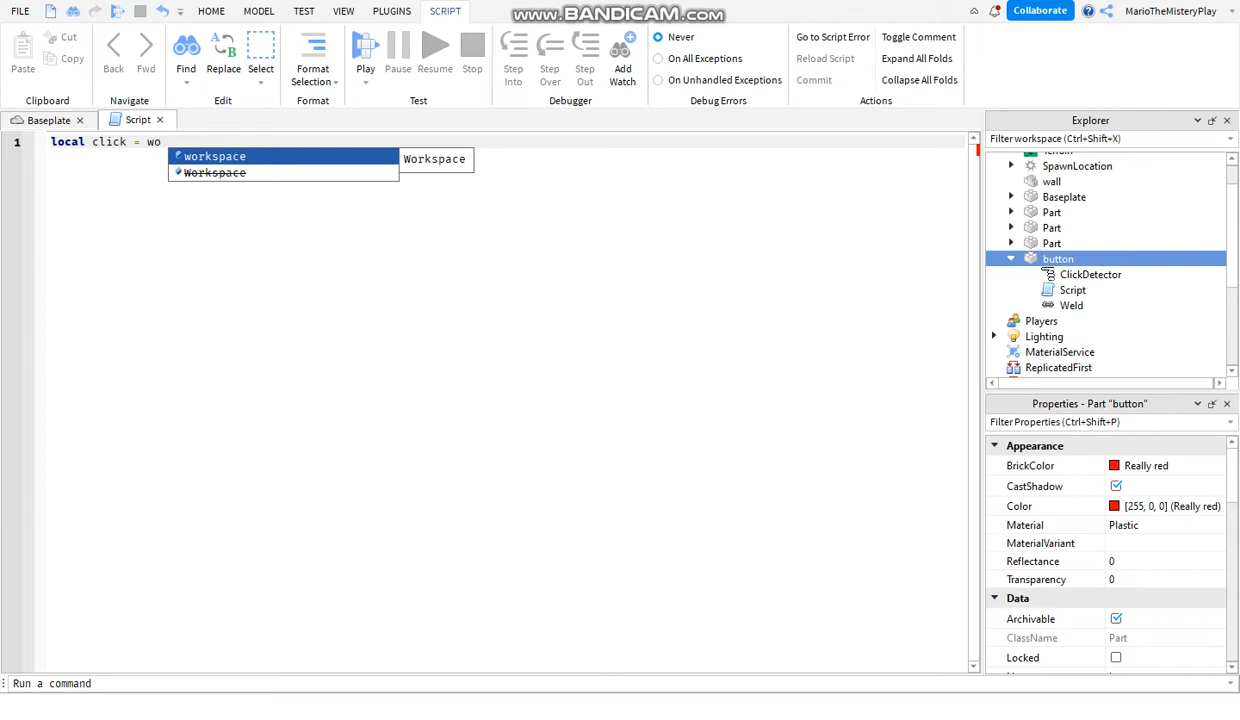 FILE HOME MODEL TEST VIEW PLUGINS SCRIPT www.BANDICAM.com Collaborate MarioTheMisteryPlay
Paste Cut Copy Back Fwd Find Replace Select Format Selection Play Pause Resume Stop Step Into Step Over Step Out Add Watch
Never
On All Exceptions
On Unhandled Exceptions
Go to Script Error Toggle Comment
Reload Script Expand All Folds
Commit Collapse All Folds
Clipboard Navigate Edit Format Test Debugger Debug Errors Actions
Baseplate Script
1 local click = wo
workspace
Workspace
Workspace
Explorer
Filter workspace (Ctrl+Shift+X)
SpawnLocation
wall
Baseplate
Part
Part
Part
button
ClickDetector
Script
Weld
Players
Lighting
MaterialService
ReplicatedFirst
Properties - Part "button"
Filter Properties (Ctrl+Shift+P)
Appearance
BrickColor Really red
CastShadow
Color [255, 0, 0] (Really red)
Material Plastic
MaterialVariant
Reflectance 0
Transparency 0
Data
Archivable
ClassName Part
Locked
Run a command